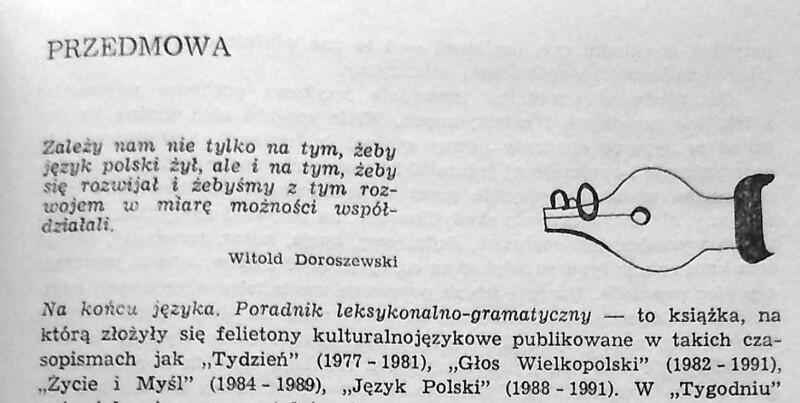 PRZEDMOWA
Zależy nam nie tylko na tym, żeby
język polski żył, ale i na tym, żeby
się rozwijał i żebyśmy z tym roz-
wojem w miarę możności współ-
działali.
Witold Doroszewski
Na końcu języka. Poradnik leksykonalno-gramatyczny — to książka, na
którą złożyły się felietony kulturalnojęzykowe publikowane w takich cza-
sopismach jak „Tydzień” (1977 - 1981), „Głos Wielkopolski” (1982 - 1991),
„Życie i Myśl” (1984 - 1989), „Język Polski” (1988 - 1991). W „Tygodniu”